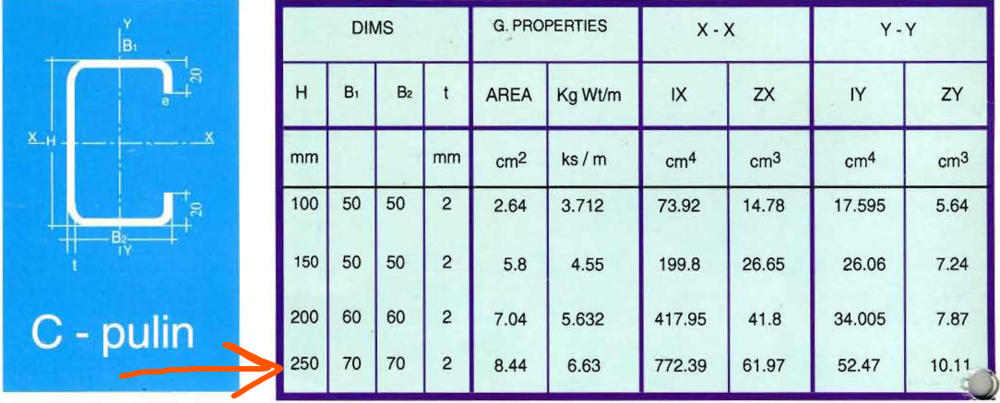 Y
B1
20
e
X H X
20
B2
IY
t
C - pulin
DIMS G. PROPERTIES X - X Y - Y
H B1 B2 t AREA Kg Wt/m IX ZX IY ZY
mm mm cm2 ks / m cm4 cm3 cm4 cm3
100 50 50 2 2.64 3.712 73.92 14.78 17.595 5.64
150 50 50 2 5.8 4.55 199.8 26.65 26.06 7.24
200 60 60 2 7.04 5.632 417.95 41.8 34.005 7.87
250 70 70 2 8.44 6.63 772.39 61.97 52.47 10.11